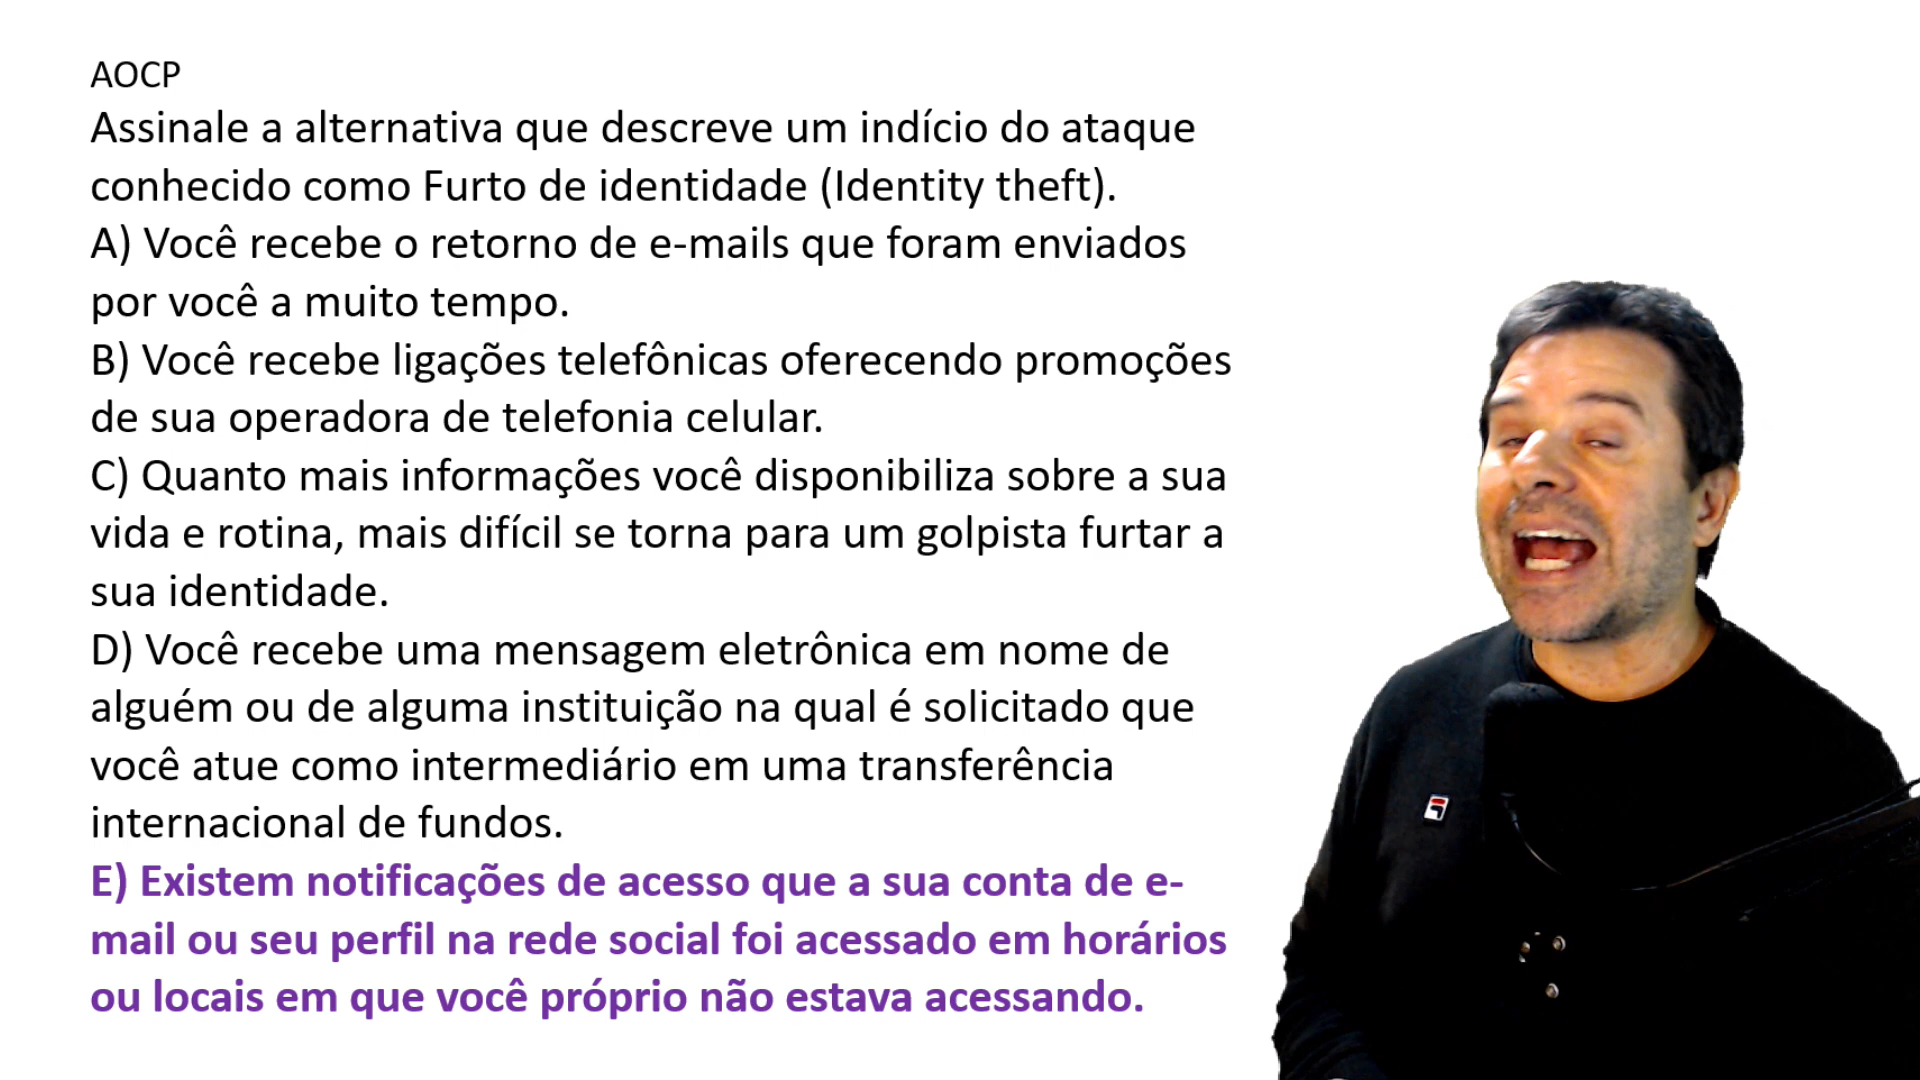 AOCP
Assinale a alternativa que descreve um indício do ataque
conhecido como Furto de identidade (Identity theft).
A) Você recebe o retorno de e-mails que foram enviados
por você a muito tempo.
B) Você recebe ligações telefônicas oferecendo promoções
de sua operadora de telefonia celular.
C) Quanto mais informações você disponibiliza sobre a sua
vida e rotina, mais difícil se torna para um golpista furtar a
sua identidade.
D) Você recebe uma mensagem eletrônica em nome de
alguém ou de alguma instituição na qual é solicitado que
você atue como intermediário em uma transferência
internacional de fundos.
E) Existem notificações de acesso que a sua conta de e-
mail ou seu perfil na rede social foi acessado em horários
ou locais em que você próprio não estava acessando.